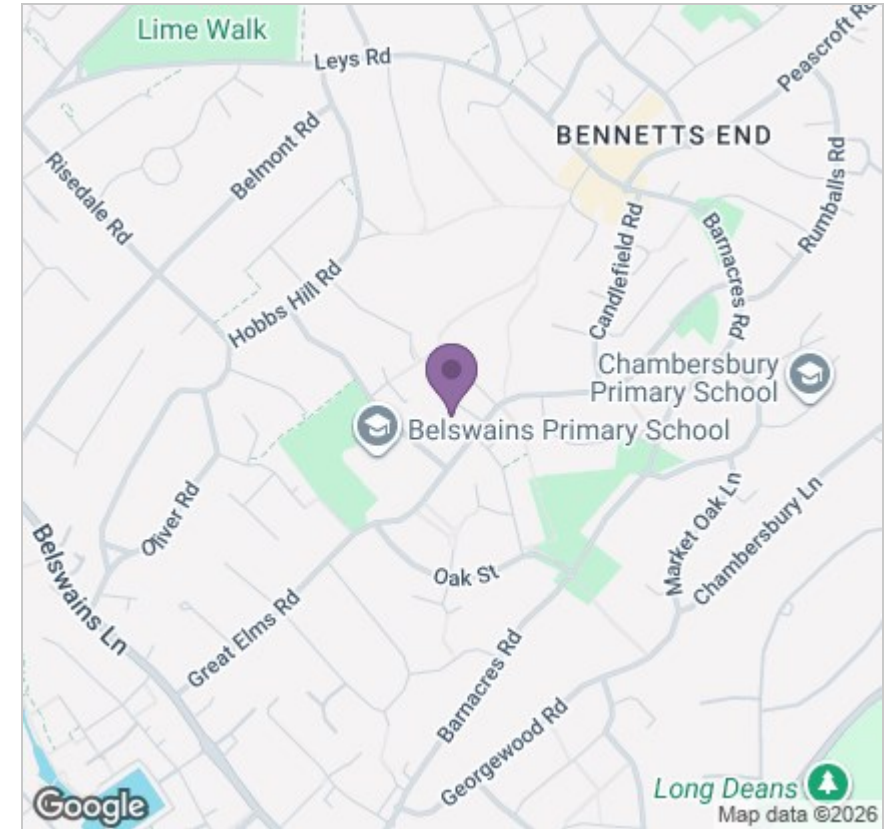 Lime Walk
Leys Rd
Peascroft Rd
BENNETTS END
Belmont Rd
Risedale Rd
Rumballs Rd
Candlefield Rd
Barnacres Rd
Hobbs Hill Rd
Chambersbury
Primary School
Belswains Primary School
Oliver Rd
Market Oak Ln
Chambersbury Ln
Belswains Ln
Oak St
Great Elms Rd
Barnacres Rd
Georgewood Rd
Long Deans
Google
Map data ©2026